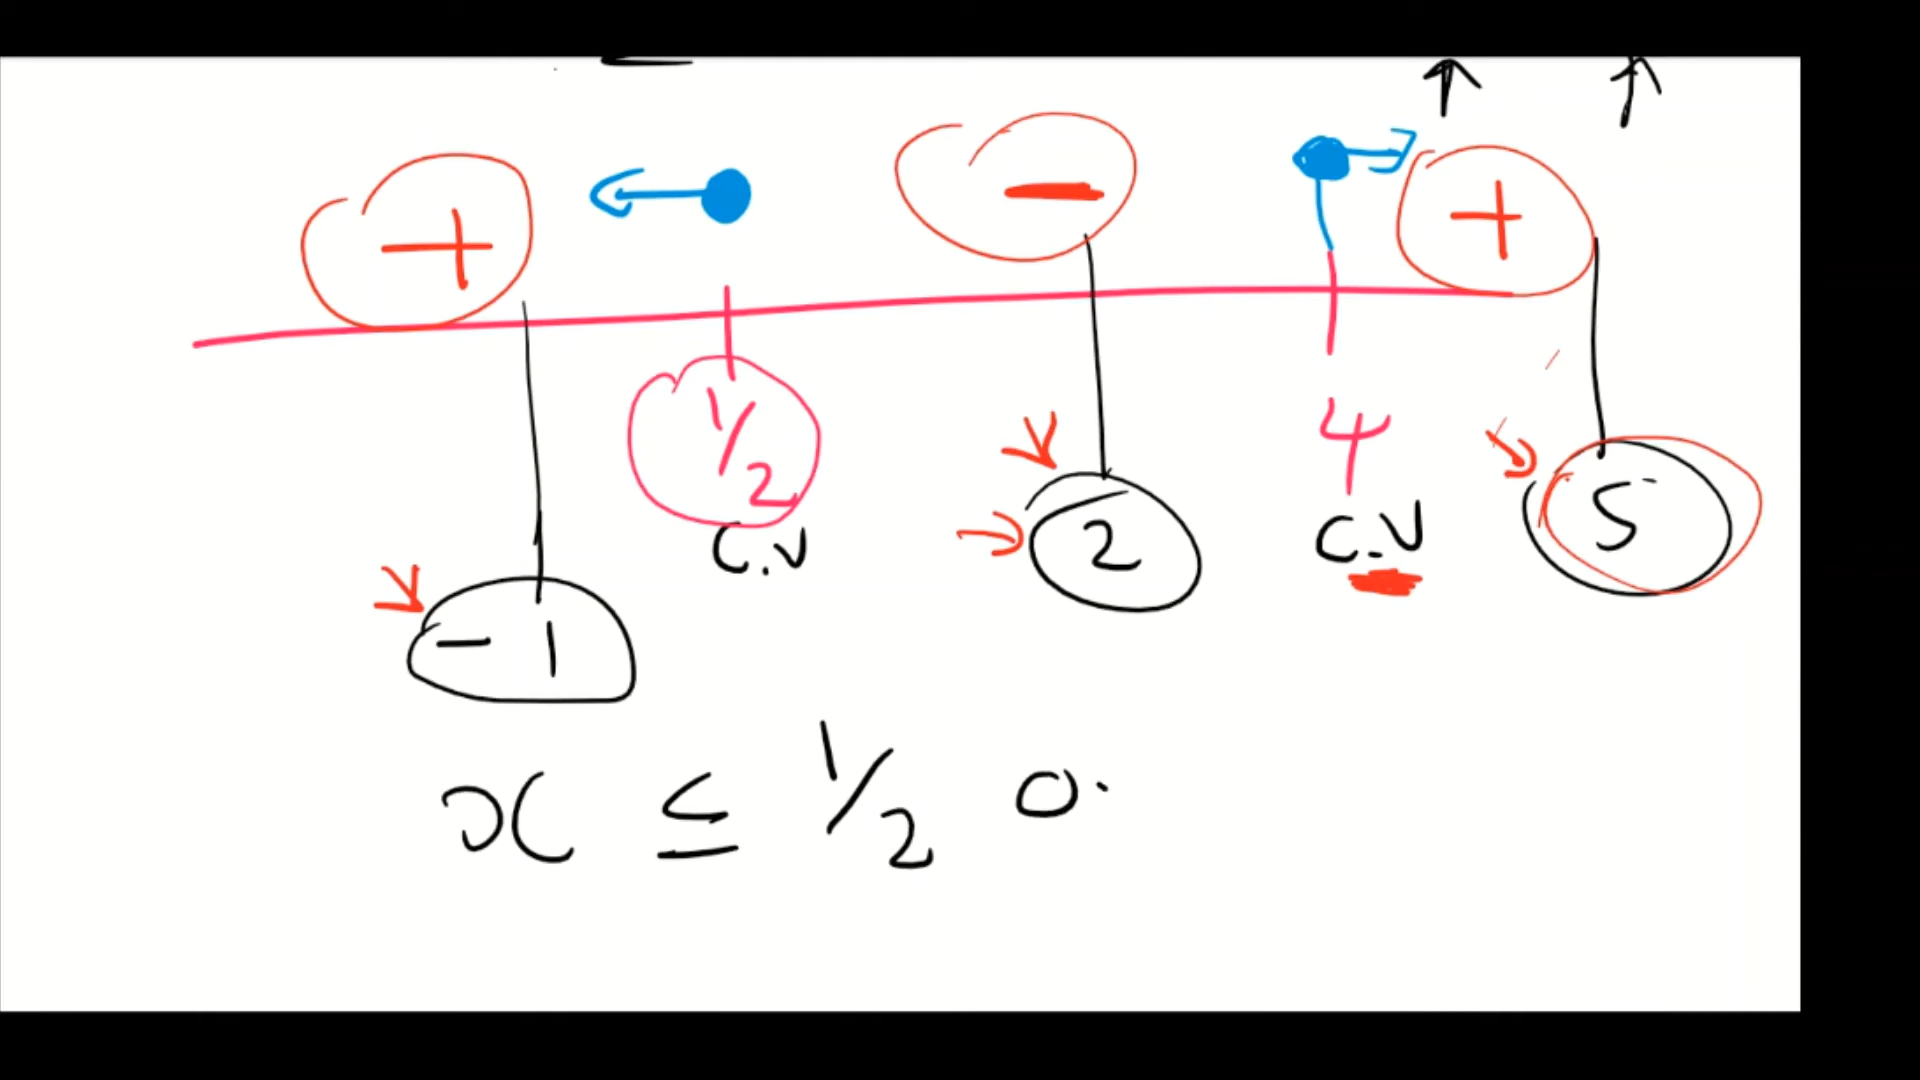 + - +
1/2 4
C.V 2 C.V 5
-1
x ≤ 1/2 o